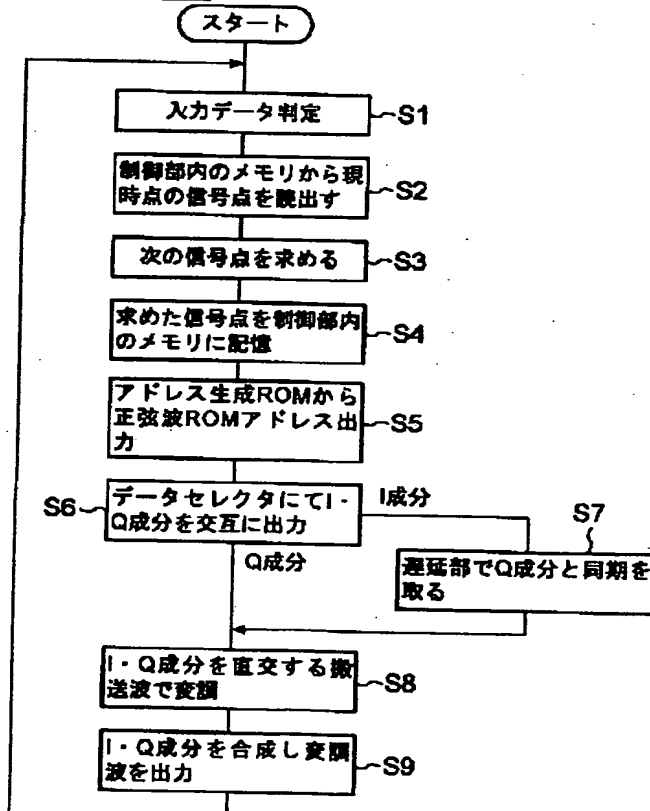 スタート
入力データ判定
S1
制御部内のメモリから現
時点の信号点を読出す
S2
次の信号点を求める
S3
求めた信号点を制御部内
のメモリに記憶
S4
アドレス生成ROMから
正弦波ROMアドレス出
力
S5
S6
データセレクタにてI・
Q成分を交互に出力
I成分
Q成分
S7
遅延部でQ成分と同期を
取る
I・Q成分を直交する搬
送波で変調
S8
I・Q成分を合成し変調
波を出力
S9